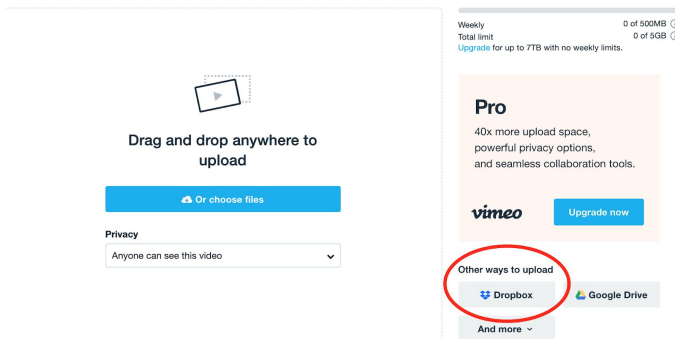 Weekly 0 of 500MB
Total limit 0 of 5GB
Upgrade for up to 7TB with no weekly limits.
Drag and drop anywhere to
upload
Or choose files
Privacy
Anyone can see this video
Pro
40x more upload space,
powerful privacy options,
and seamless collaboration tools.
vimeo Upgrade now
Other ways to upload
Dropbox Google Drive
And more